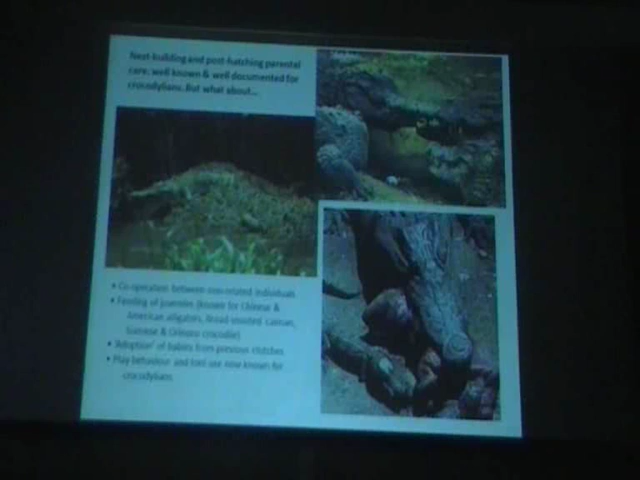 Nest-building and post-hatching parental
care: well known & well documented for
crocodylians. But what about...
• Co-operation between non-related individuals
• Feeding of juveniles (known for Chinese &
American alligators, Broad-snouted caiman,
Siamese & Orinoco crocodile)
• 'Adoption' of babies from previous clutches
• Play behaviour and tool use now known for
crocodylians